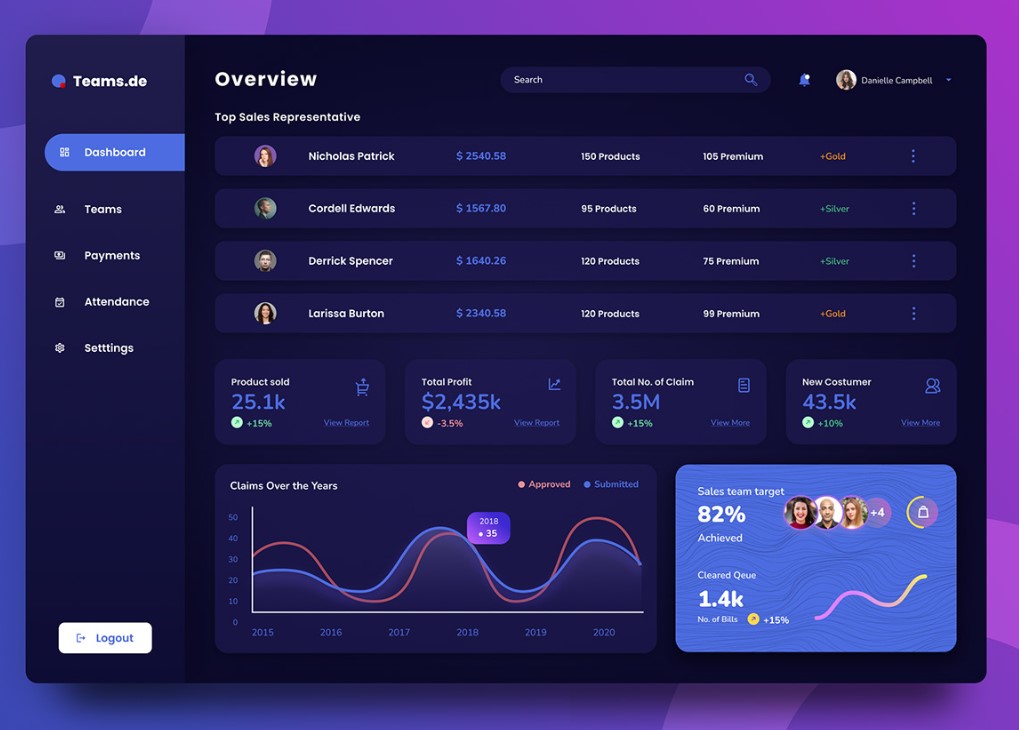 Teams.de
Dashboard
Teams
Payments
Attendance
Setttings
Logout
Overview
Search
Danielle Campbell
Top Sales Representative
Nicholas Patrick $ 2540.58 150 Products 105 Premium +Gold
Cordell Edwards $ 1567.80 95 Products 60 Premium +Silver
Derrick Spencer $ 1640.26 120 Products 75 Premium +Silver
Larissa Burton $ 2340.58 120 Products 99 Premium +Gold
Product sold
25.1k
+15% View Report
Total Profit
$2,435k
-3.5% View Report
Total No. of Claim
3.5M
+15% View More
New Costumer
43.5k
+10% View More
Claims Over the Years Approved Submitted
50
40
30
20
10
0
2018
35
2015 2016 2017 2018 2019 2020
Sales team target
82%
Achieved
+4
Cleared Qeue
1.4k
No. of Bills +15%